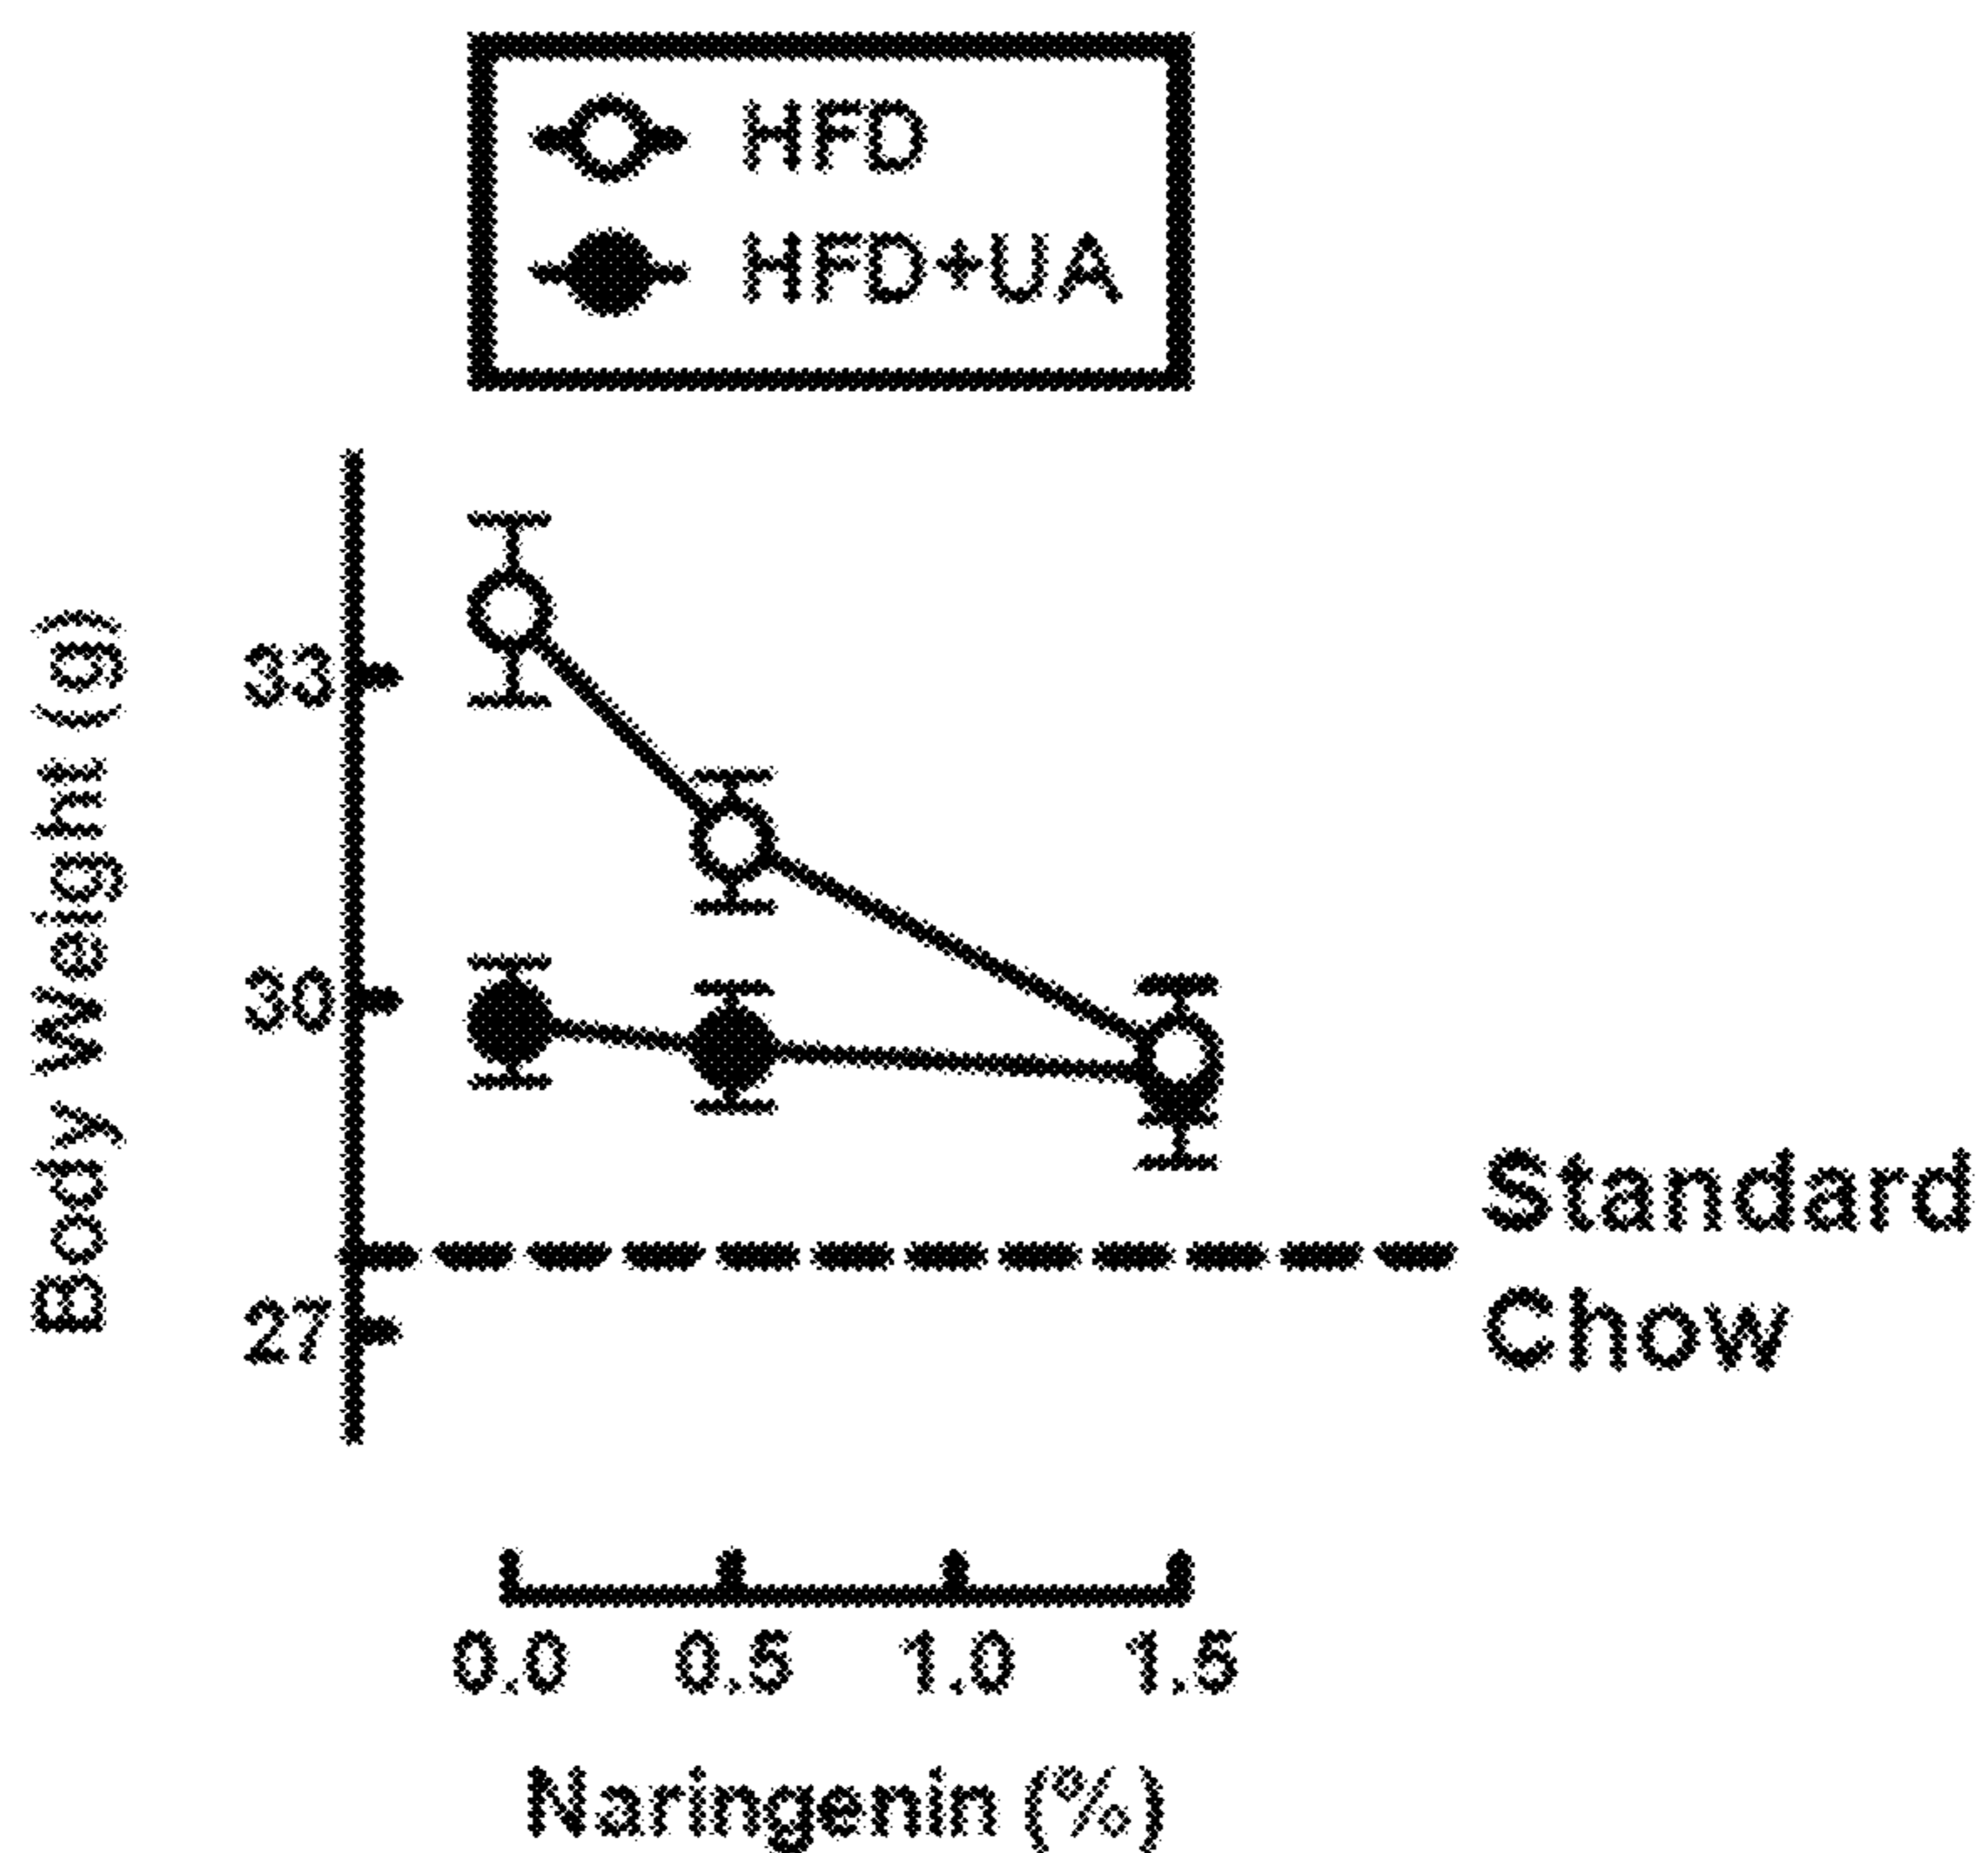 HFD
HFD+UA
Body Weight (g)
33
30
27
Standard
Chow
0.0 0.5 1.0 1.5
Naringenin (%)